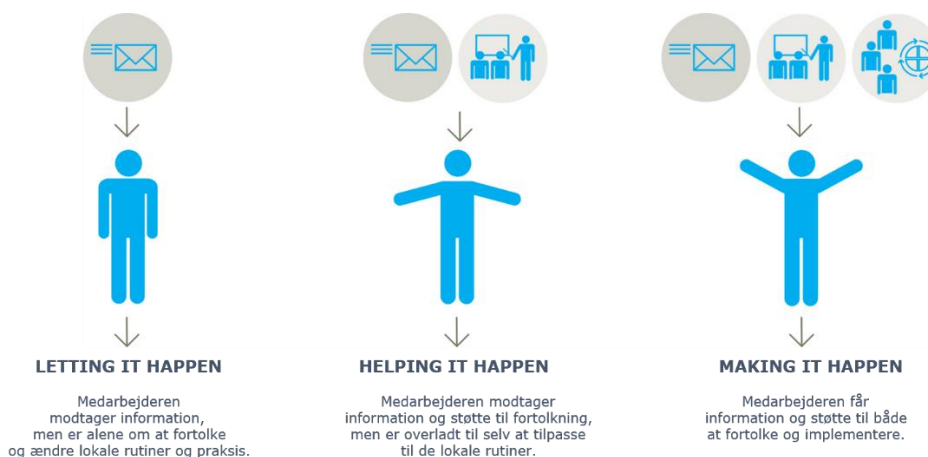 LETTING IT HAPPEN
Medarbejderen
modtager information,
men er alene om at fortolke
og ændre lokale rutiner og praksis.
HELPING IT HAPPEN
Medarbejderen modtager
information og støtte til fortolkning,
men er overladt til selv at tilpasse
til de lokale rutiner.
MAKING IT HAPPEN
Medarbejderen får
information og støtte til både
at fortolke og implementere.